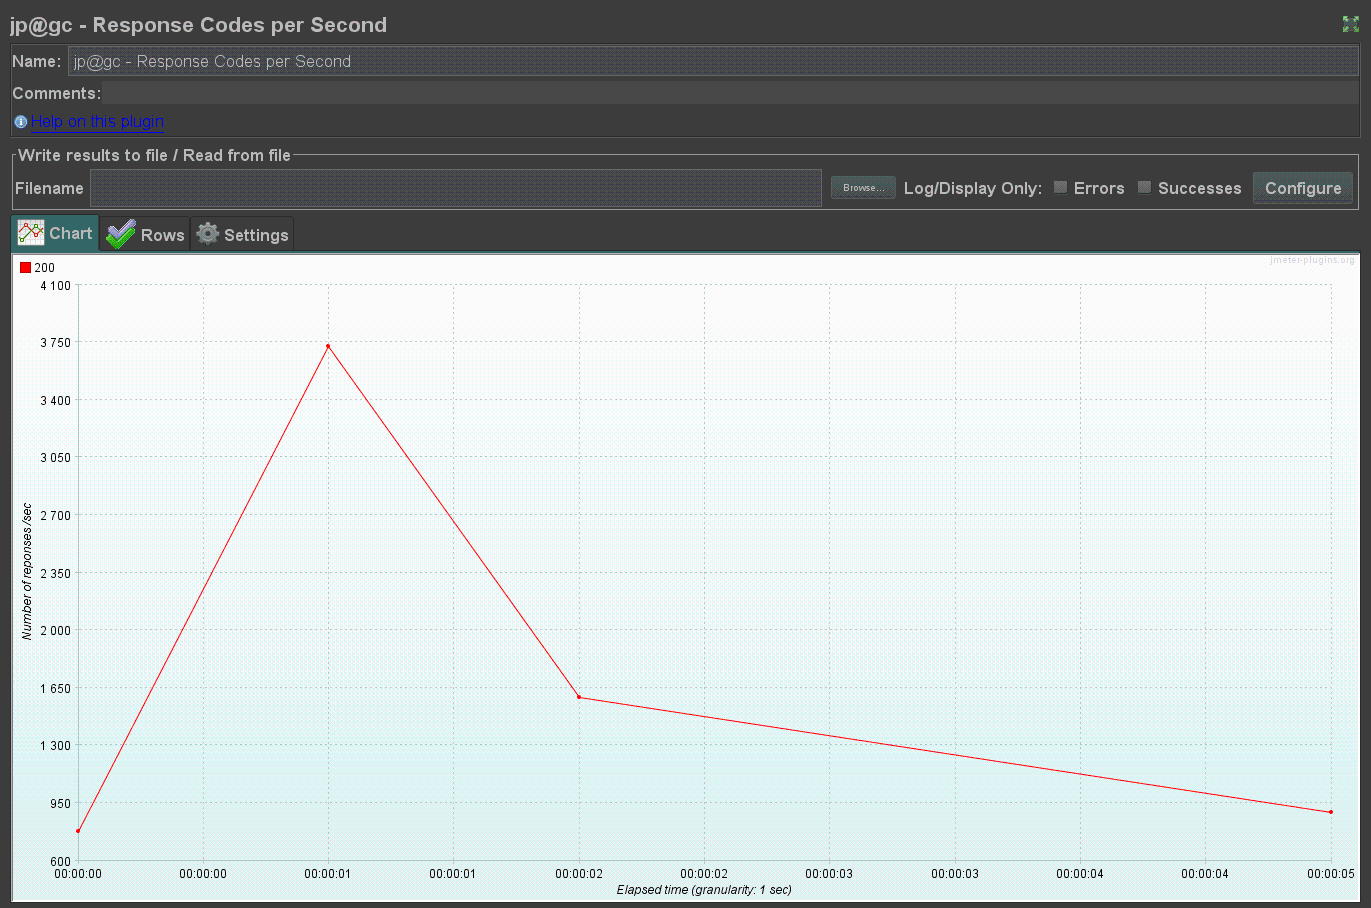 jp@gc - Response Codes per Second
Name: jp@gc - Response Codes per Second
Comments:
Help on this plugin
Write results to file / Read from file
Filename Browse... Log/Display Only: Errors Successes Configure
Chart Rows Settings
jmeter-plugins.org
200
4 100
3 750
3 400
3 050
2 700
2 350
2 000
1 650
1 300
950
600
Number of reponses /sec
00:00:00 00:00:00 00:00:01 00:00:01 00:00:02 00:00:02 00:00:03 00:00:03 00:00:04 00:00:04 00:00:05
Elapsed time (granularity: 1 sec)